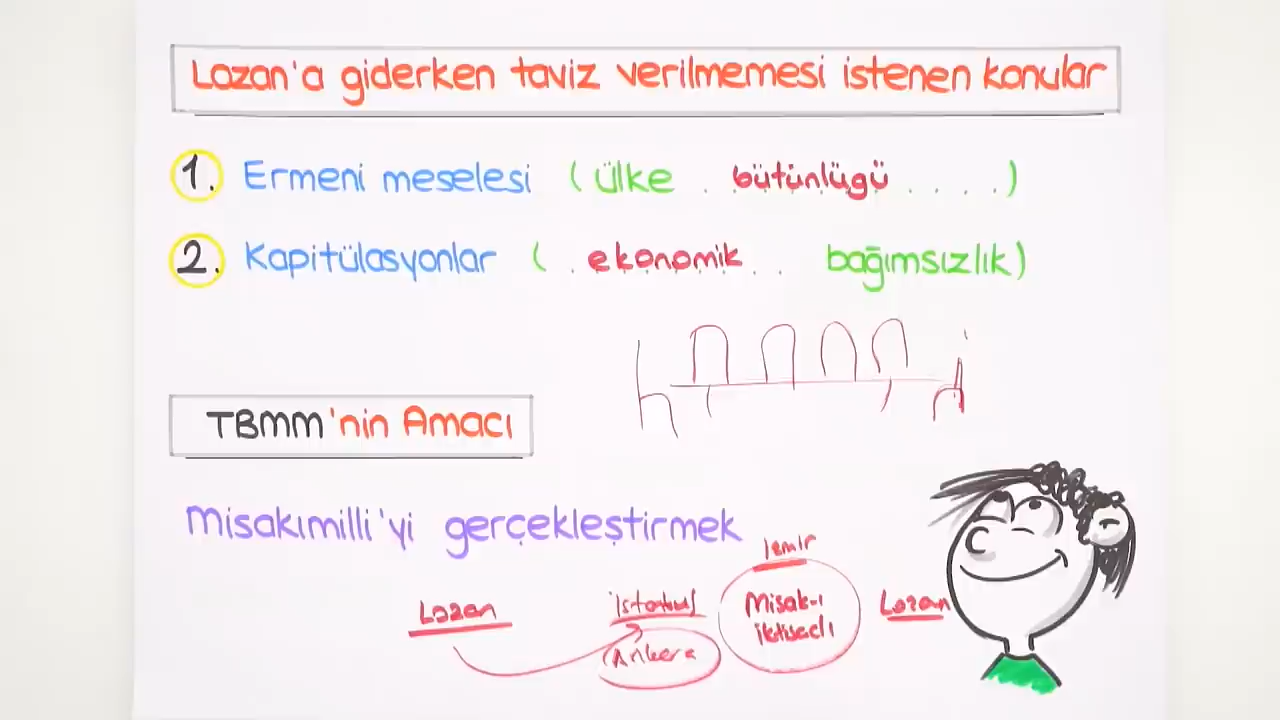 Lozan'a giderken taviz verilmemesi istenen konular
1. Ermeni meselesi (ülke . bütünlüğü . . . .)
2. Kapitülasyonlar ( . ekonomik . . bağımsızlık)
TBMM'nin Amacı
Misakımilli'yi gerçekleştirmek
Lozan
İstanbul
Ankara
İzmir
Misak-ı
iktisadi
Lozan